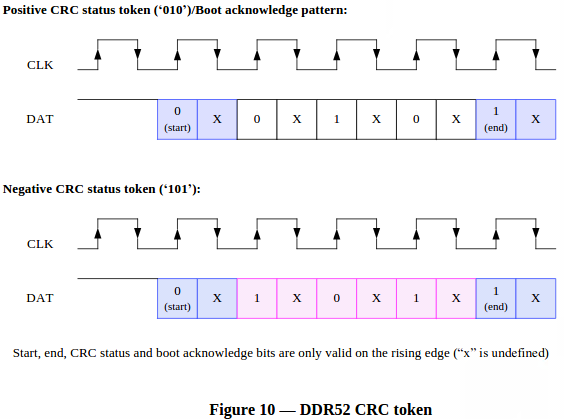 Positive CRC status token (‘010’)/Boot acknowledge pattern:
CLK
DAT 0 (start) X 0 X 1 X 0 X 1 (end) X
Negative CRC status token (‘101’):
CLK
DAT 0 (start) X 1 X 0 X 1 X 1 (end) X
Start, end, CRC status and boot acknowledge bits are only valid on the rising edge (“x” is undefined)
Figure 10 — DDR52 CRC token